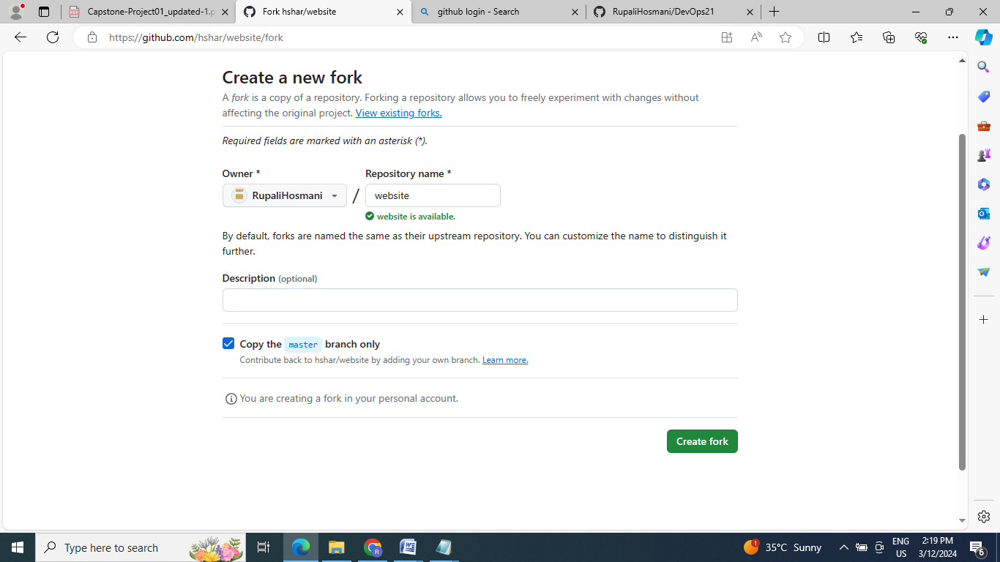 Capstone-Project01_updated-1.p
Fork hshar/website
github login - Search
RupaliHosmani/DevOps21
https://github.com/hshar/website/fork
Create a new fork
A fork is a copy of a repository. Forking a repository allows you to freely experiment with changes without
affecting the original project. View existing forks.
Required fields are marked with an asterisk (*).
Owner *
Repository name *
RupaliHosmani
/
website
website is available.
By default, forks are named the same as their upstream repository. You can customize the name to distinguish it
further.
Description (optional)
Copy the master branch only
Contribute back to hshar/website by adding your own branch. Learn more.
You are creating a fork in your personal account.
Create fork
Type here to search
35°C Sunny
ENG
US
2:19 PM
3/12/2024
6